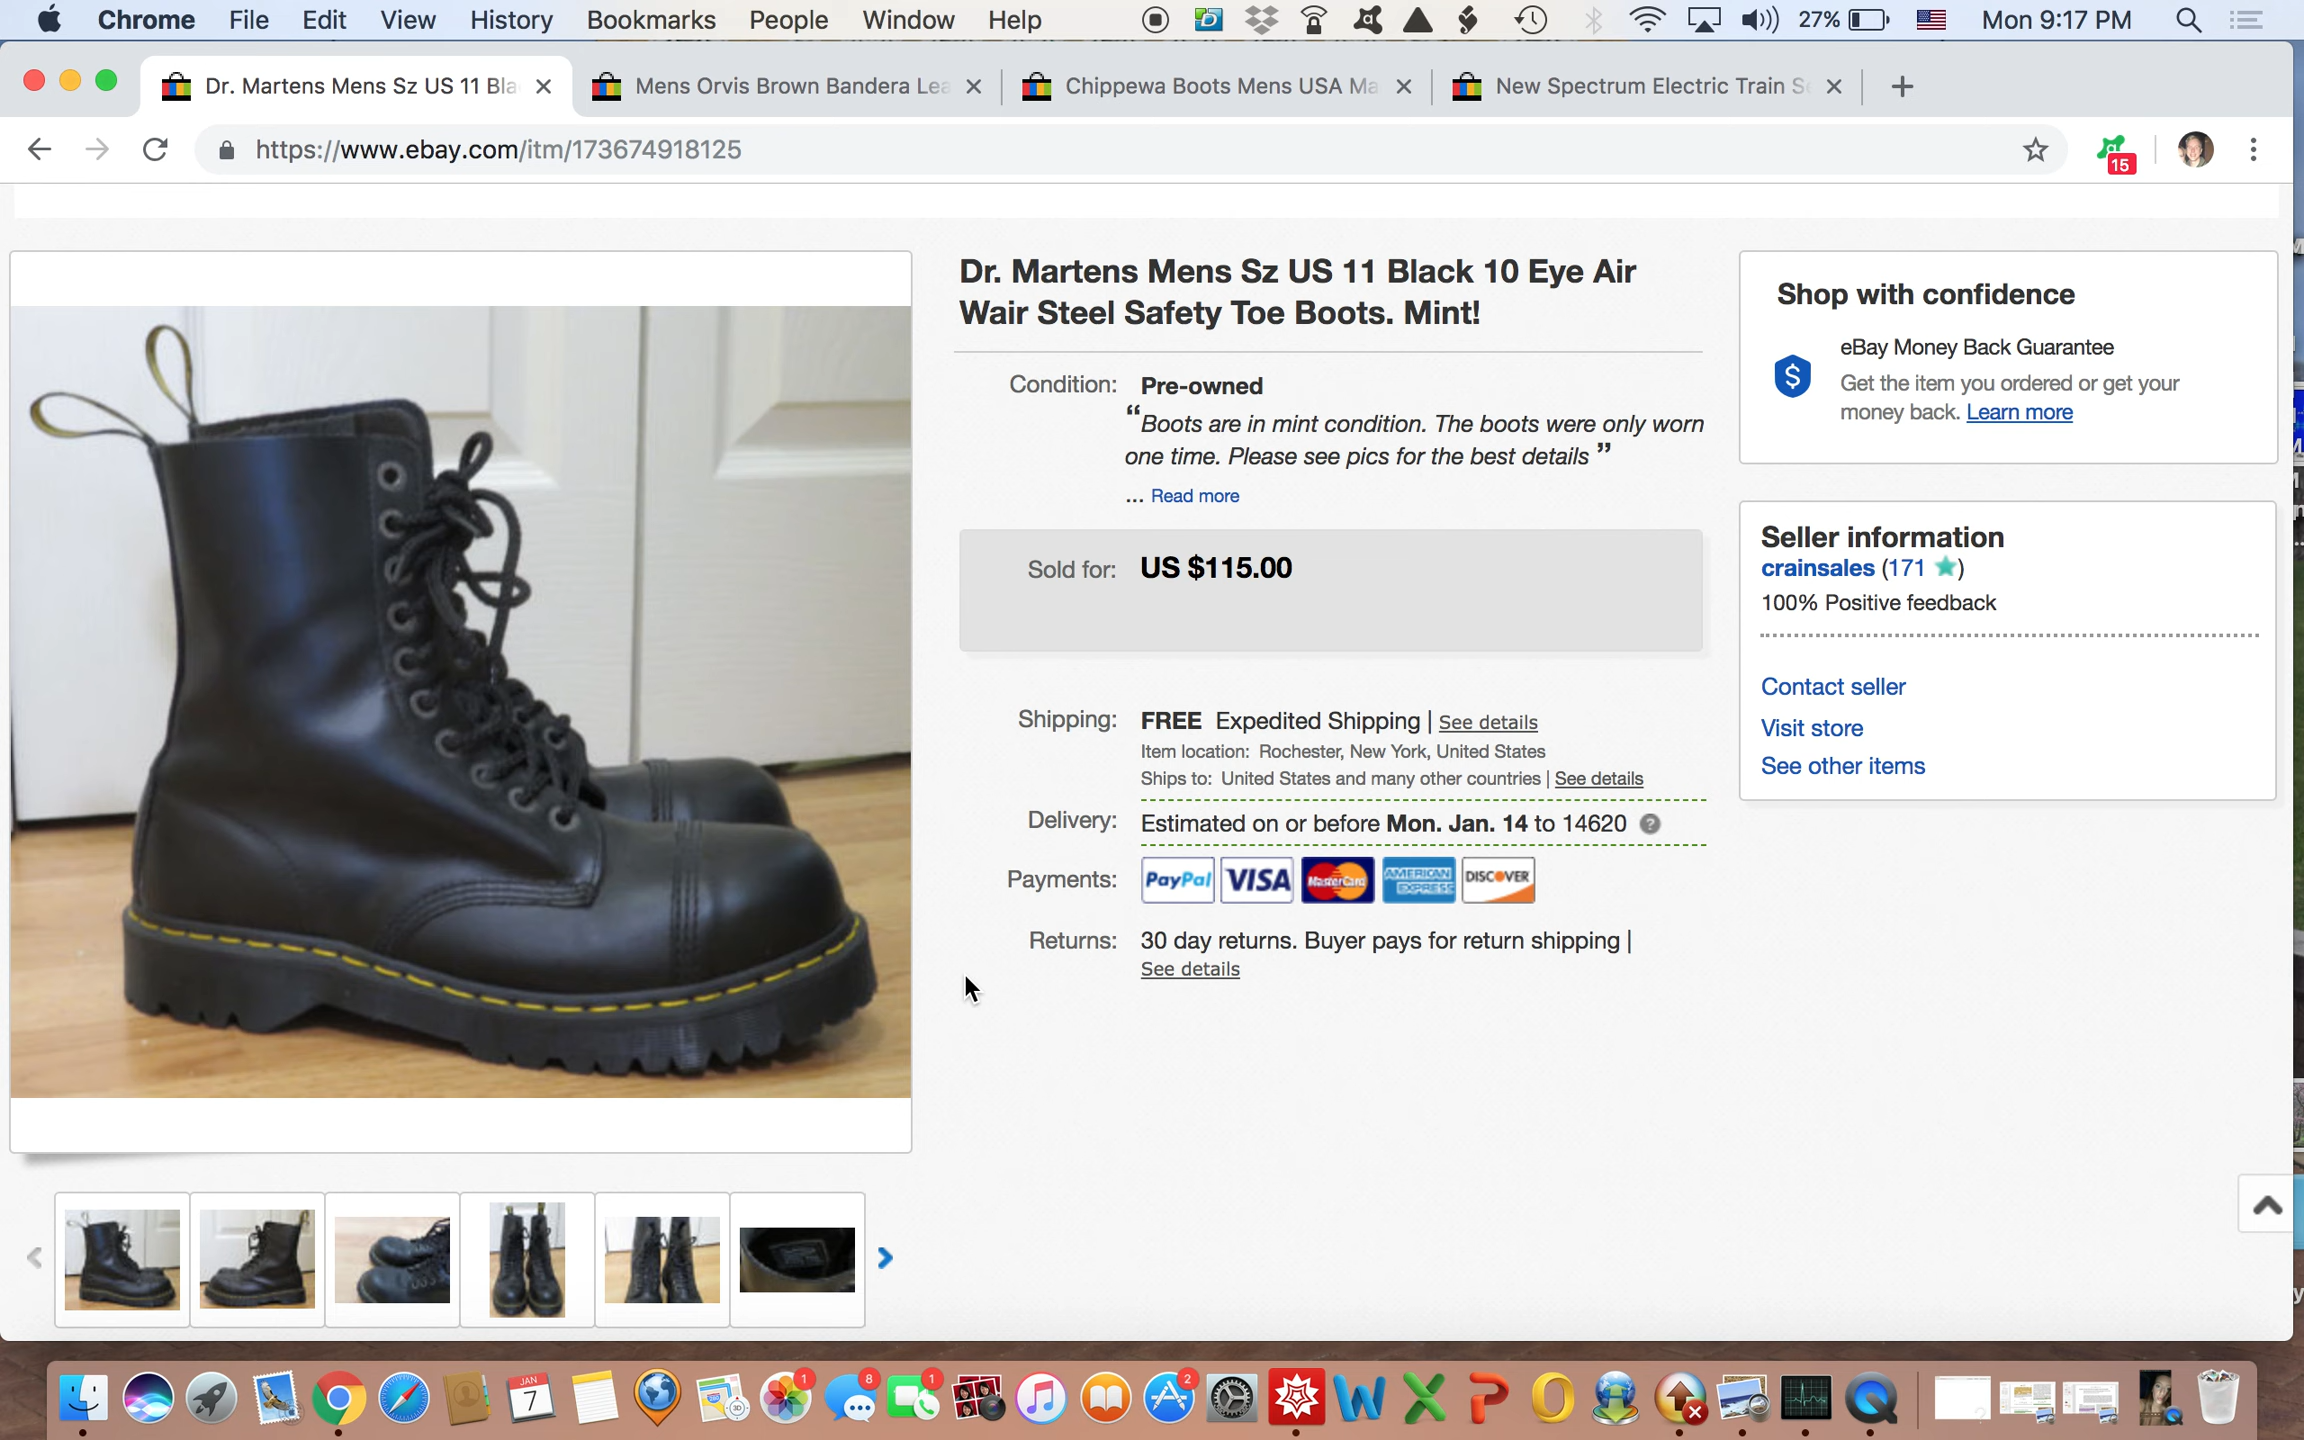 Chrome File Edit View History Bookmarks People Window Help 27% Mon 9:17 PM
Dr. Martens Mens Sz US 11 Bla Mens Orvis Brown Bandera Lea Chippewa Boots Mens USA Ma New Spectrum Electric Train S
https://www.ebay.com/itm/173674918125 15
Dr. Martens Mens Sz US 11 Black 10 Eye Air
Wair Steel Safety Toe Boots. Mint!
Condition: Pre-owned
“Boots are in mint condition. The boots were only worn
one time. Please see pics for the best details ”
... Read more
Sold for: US $115.00
Shipping: FREE Expedited Shipping | See details
Item location: Rochester, New York, United States
Ships to: United States and many other countries | See details
Delivery: Estimated on or before Mon. Jan. 14 to 14620 ?
Payments: PayPal VISA MasterCard AMERICAN EXPRESS DISCOVER
Returns: 30 day returns. Buyer pays for return shipping |
See details
Shop with confidence
$
eBay Money Back Guarantee
Get the item you ordered or get your
money back. Learn more
Seller information
crainsales (171 )
100% Positive feedback
Contact seller
Visit store
See other items
JAN
7
3D
1
8
1
2